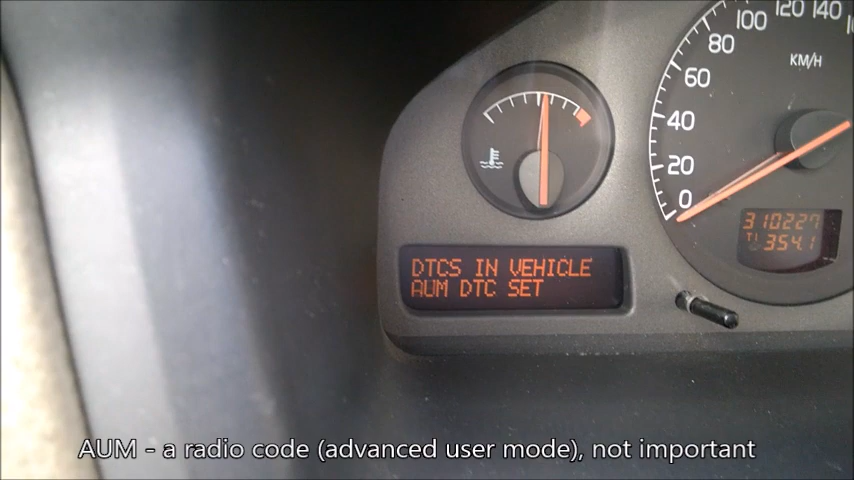 120 140
100
80
KM/H
60
40
20
0
310227
T1 354.1
DTCS IN VEHICLE
AUM DTC SET
AUM - a radio code (advanced user mode), not important